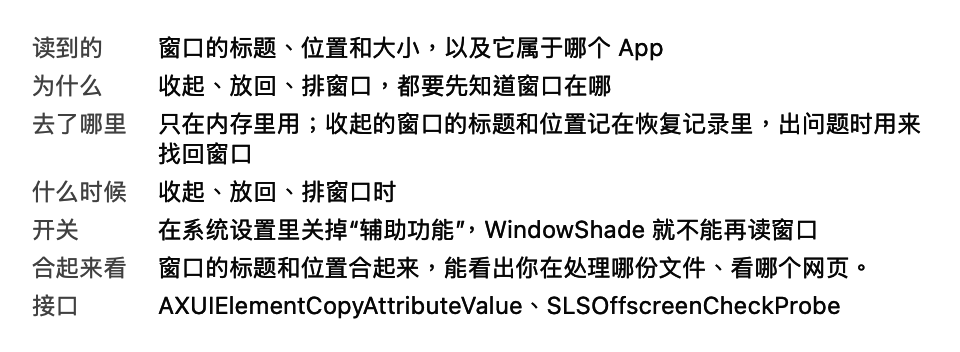 读到的 窗口的标题、位置和大小，以及它属于哪个 App
为什么 收起、放回、排窗口，都要先知道窗口在哪
去了哪里 只在内存里用；收起的窗口的标题和位置记在恢复记录里，出问题时用来
找回窗口
什么时候 收起、放回、排窗口时
开关 在系统设置里关掉“辅助功能”，WindowShade 就不能再读窗口
合起来看 窗口的标题和位置合起来，能看出你在处理哪份文件、看哪个网页。
接口 AXUIElementCopyAttributeValue、SLSOffscreenCheckProbe